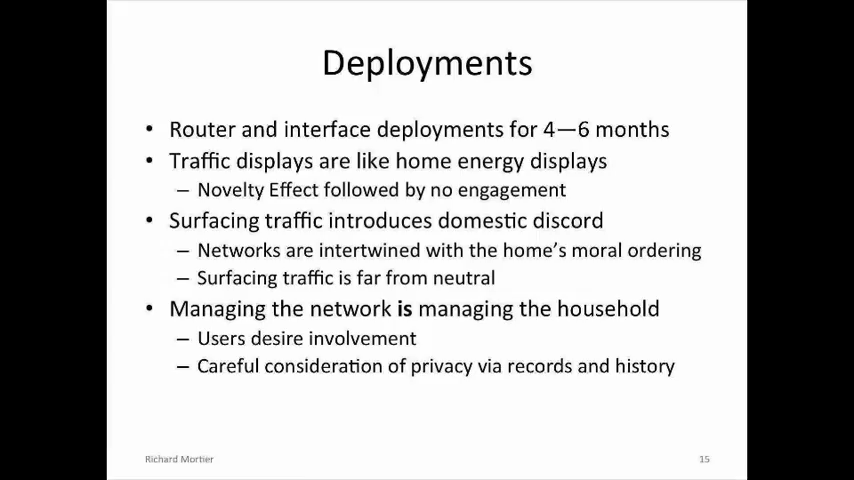 Deployments
• Router and interface deployments for 4—6 months
• Traffic displays are like home energy displays
– Novelty Effect followed by no engagement
• Surfacing traffic introduces domestic discord
– Networks are intertwined with the home’s moral ordering
– Surfacing traffic is far from neutral
• Managing the network is managing the household
– Users desire involvement
– Careful consideration of privacy via records and history
Richard Mortier 15